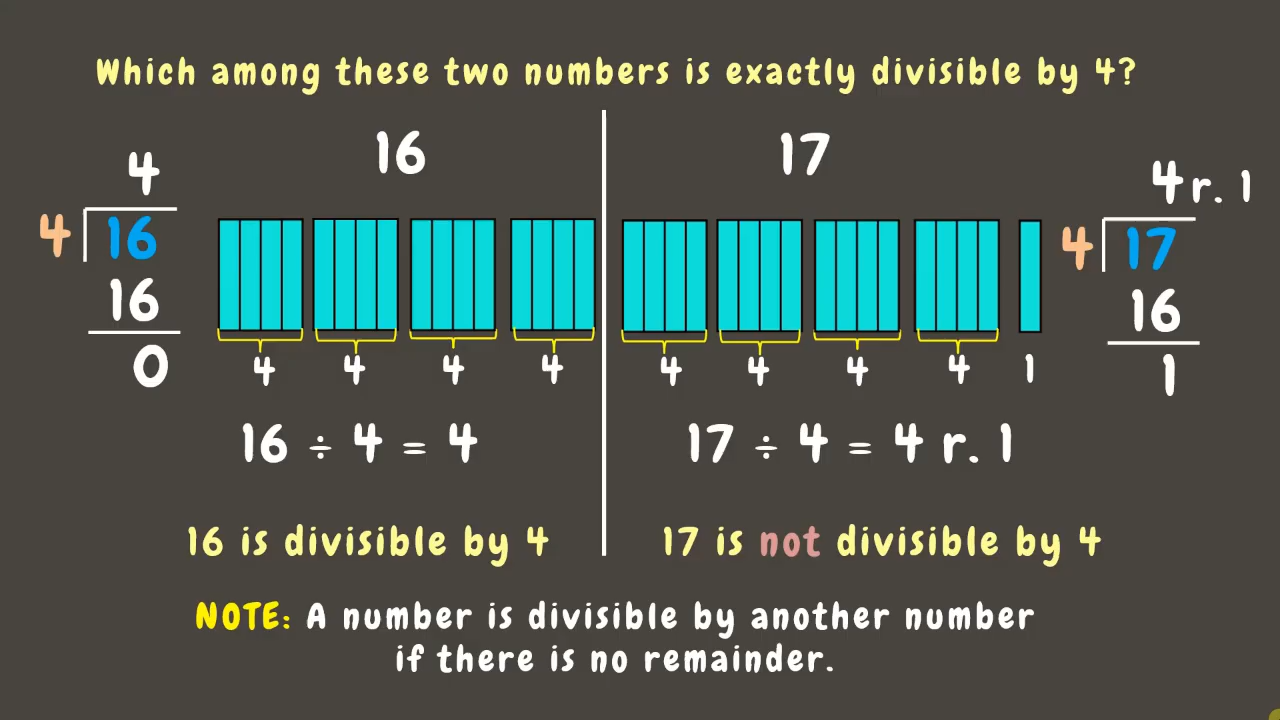 Which among these two numbers is exactly divisible by 4?
16
4
4 16
16
0
4 4 4 4
16 ÷ 4 = 4
16 is divisible by 4
17
4 r. 1
4 17
16
1
4 4 4 4 1
17 ÷ 4 = 4 r. 1
17 is not divisible by 4
NOTE: A number is divisible by another number
if there is no remainder.